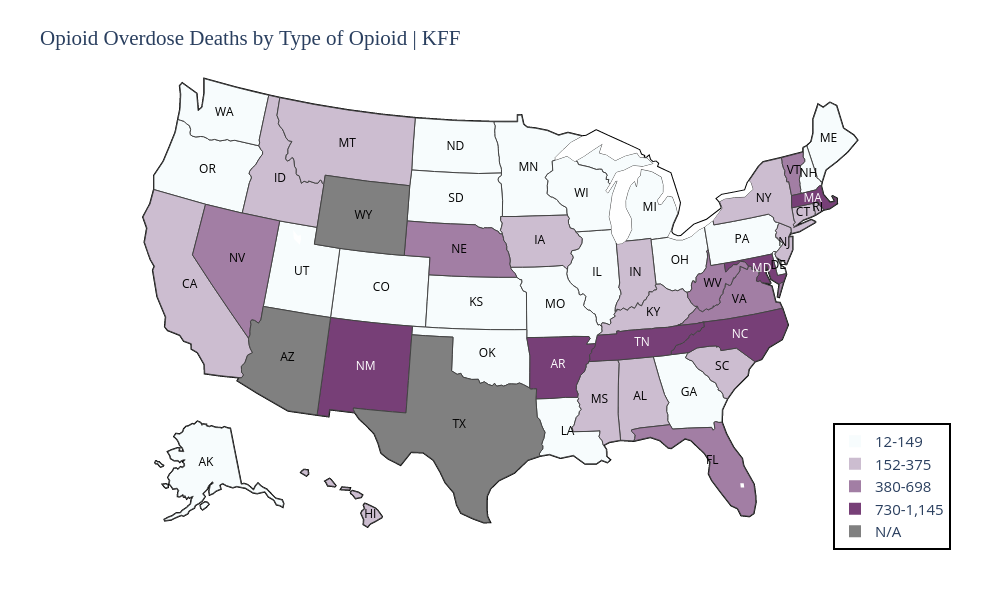 Opioid Overdose Deaths by Type of Opioid | KFF
WA
ME
MT
ND
OR
MN
VT
NH
ID
SD
WI
NY
MA
MI
CT
RI
WY
IA
PA
NJ
NE
NV
OH
UT
IL
IN
MD
DE
CA
CO
WV
KS
MO
VA
KY
NC
TN
OK
AZ
NM
AR
SC
MS
AL
GA
TX
LA
AK
FL
HI
12-149
152-375
380-698
730-1,145
N/A